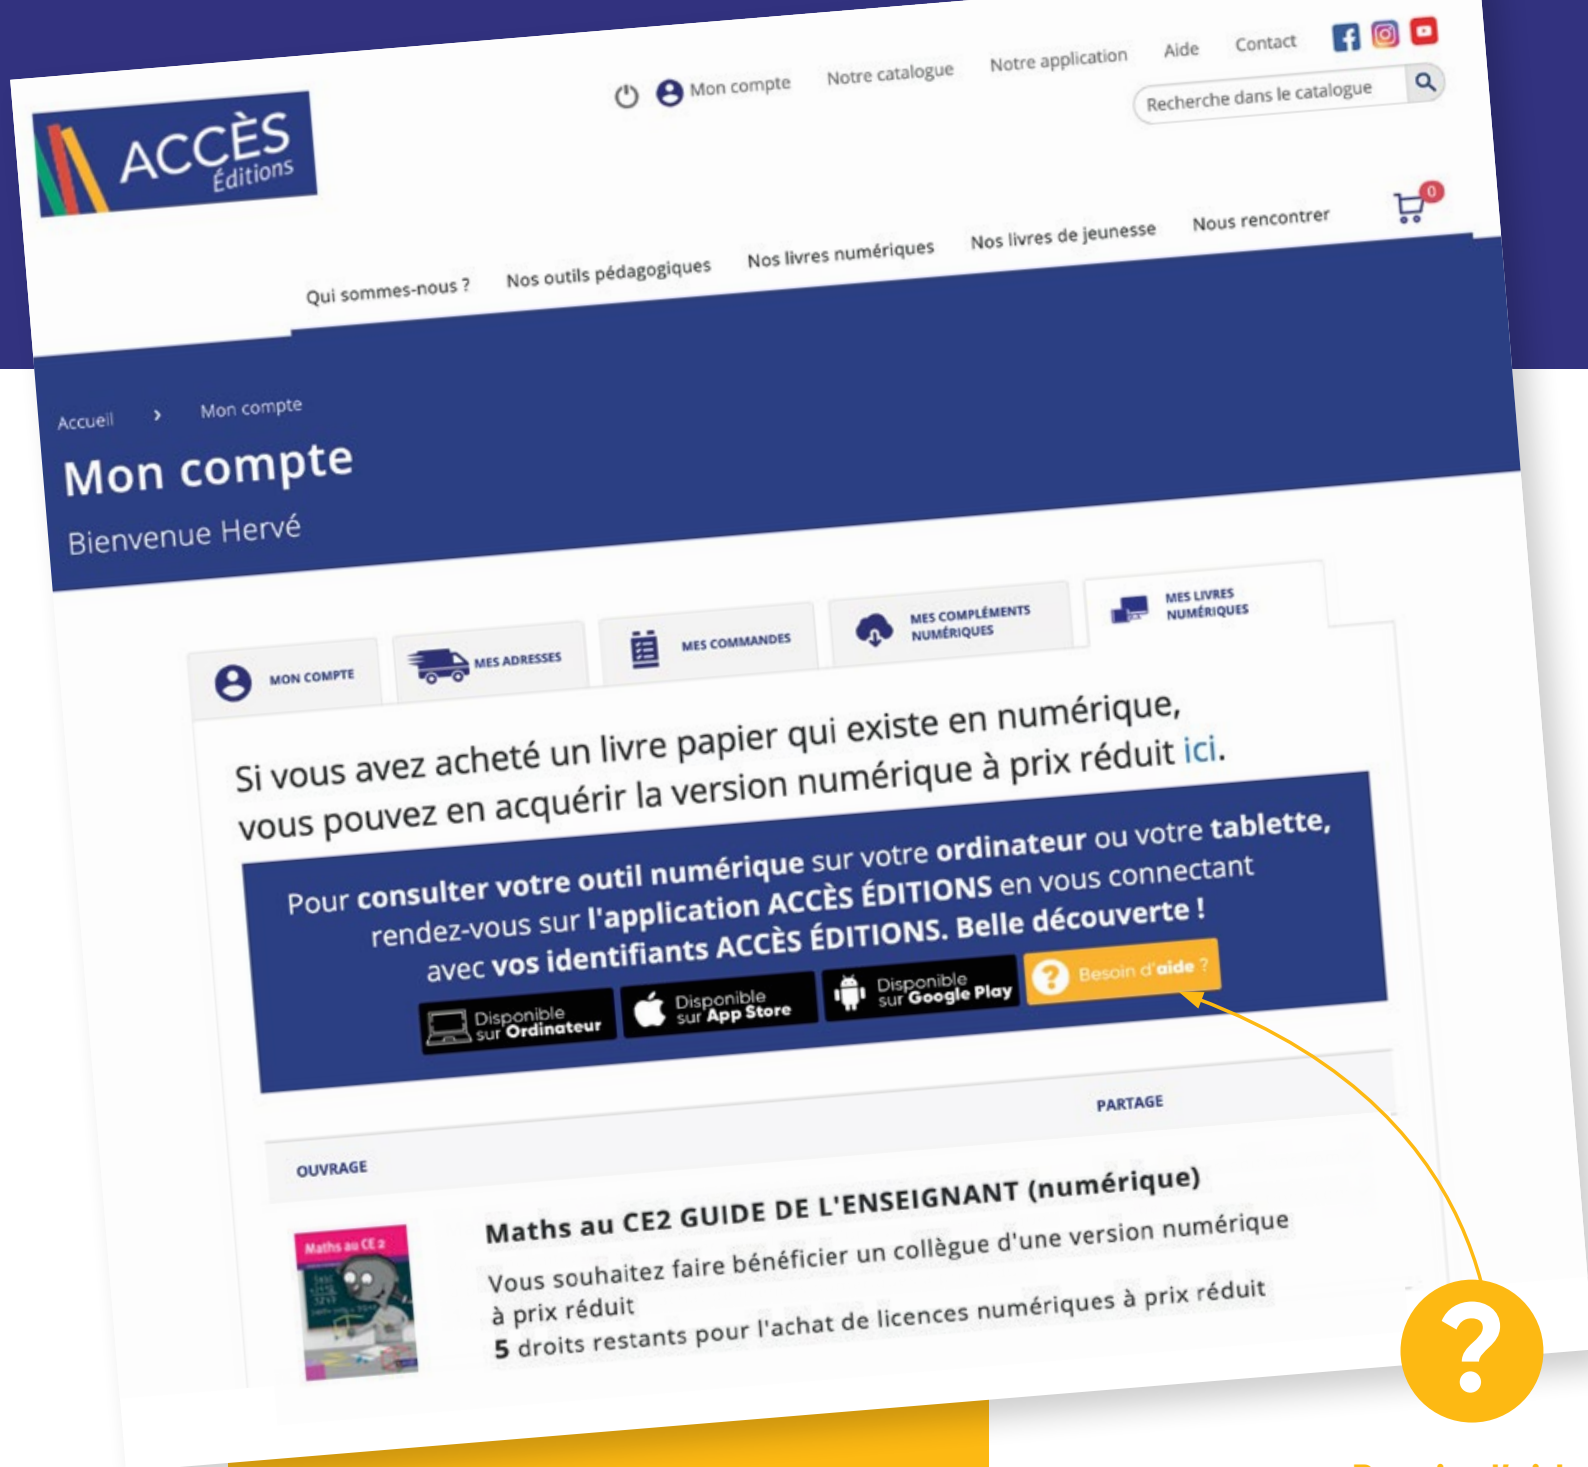 ACCÈS
Éditions
Mon compte
Notre catalogue
Notre application
Aide
Contact
Recherche dans le catalogue
0
Qui sommes-nous ?
Nos outils pédagogiques
Nos livres numériques
Nos livres de jeunesse
Nous rencontrer
Accueil > Mon compte
Mon compte
Bienvenue Hervé
MON COMPTE
MES ADRESSES
MES COMMANDES
MES COMPLÉMENTS
NUMÉRIQUES
MES LIVRES
NUMÉRIQUES
Si vous avez acheté un livre papier qui existe en numérique,
vous pouvez en acquérir la version numérique à prix réduit ici.
Pour consulter votre outil numérique sur votre ordinateur ou votre tablette,
rendez-vous sur l'application ACCÈS ÉDITIONS en vous connectant
avec vos identifiants ACCÈS ÉDITIONS. Belle découverte !
Disponible
sur Ordinateur
Disponible
sur App Store
Disponible
sur Google Play
? Besoin d'aide ?
OUVRAGE
PARTAGE
Maths au CE2
Maths au CE2 GUIDE DE L'ENSEIGNANT (numérique)
Vous souhaitez faire bénéficier un collègue d'une version numérique
à prix réduit
5 droits restants pour l'achat de licences numériques à prix réduit
?